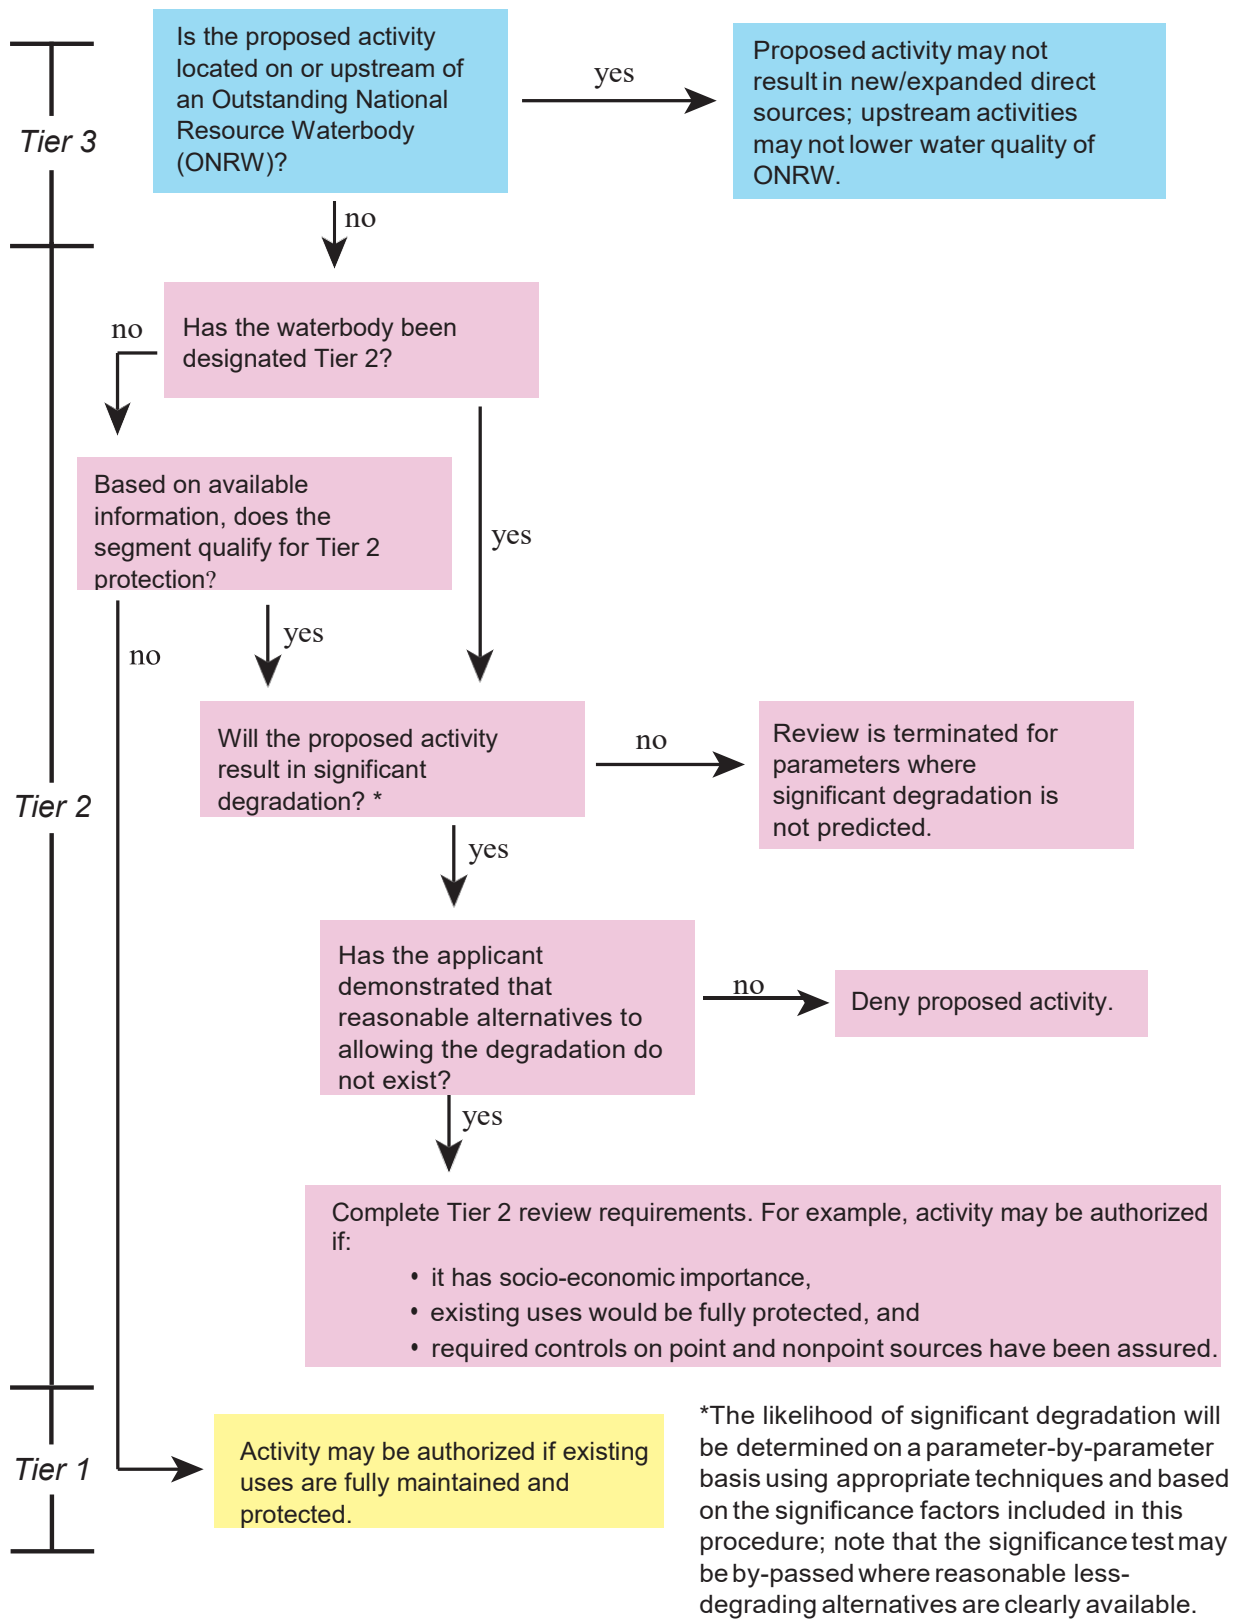 Tier 3
Is the proposed activity
located on or upstream of
an Outstanding National
Resource Waterbody
(ONRW)?
yes
Proposed activity may not
result in new/expanded direct
sources; upstream activities
may not lower water quality of
ONRW.
no
Tier 2
Has the waterbody been
designated Tier 2?
no
yes
Based on available
information, does the
segment qualify for Tier 2
protection?
yes
no
Will the proposed activity
result in significant
degradation? *
no
Review is terminated for
parameters where
significant degradation is
not predicted.
yes
Has the applicant
demonstrated that
reasonable alternatives to
allowing the degradation do
not exist?
no
Deny proposed activity.
yes
Complete Tier 2 review requirements. For example, activity may be authorized
if:
• it has socio-economic importance,
• existing uses would be fully protected, and
• required controls on point and nonpoint sources have been assured.
Tier 1
Activity may be authorized if existing
uses are fully maintained and
protected.
*The likelihood of significant degradation will
be determined on a parameter-by-parameter
basis using appropriate techniques and based
on the significance factors included in this
procedure; note that the significance test may
be by-passed where reasonable less-
degrading alternatives are clearly available.